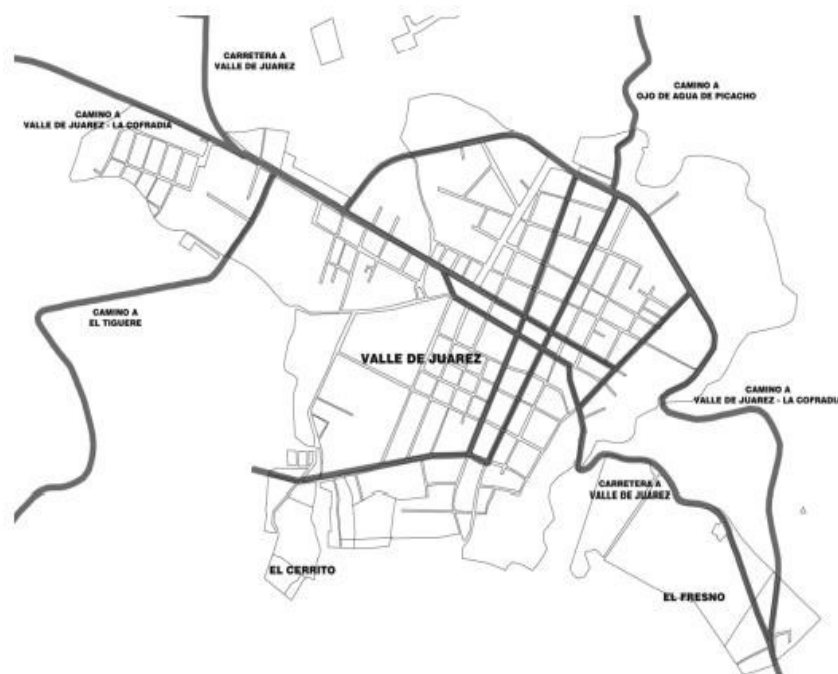 CARRETERA A
VALLE DE JUAREZ
CAMINO A
OJO DE AGUA DE PICACHO
CAMINO A
VALLE DE JUAREZ - LA COFRADIA
CAMINO A
EL TIGUERE
VALLE DE JUAREZ
CAMINO A
VALLE DE JUAREZ - LA COFRADIA
CARRETERA A
VALLE DE JUAREZ
EL CERRITO
EL FRESNO